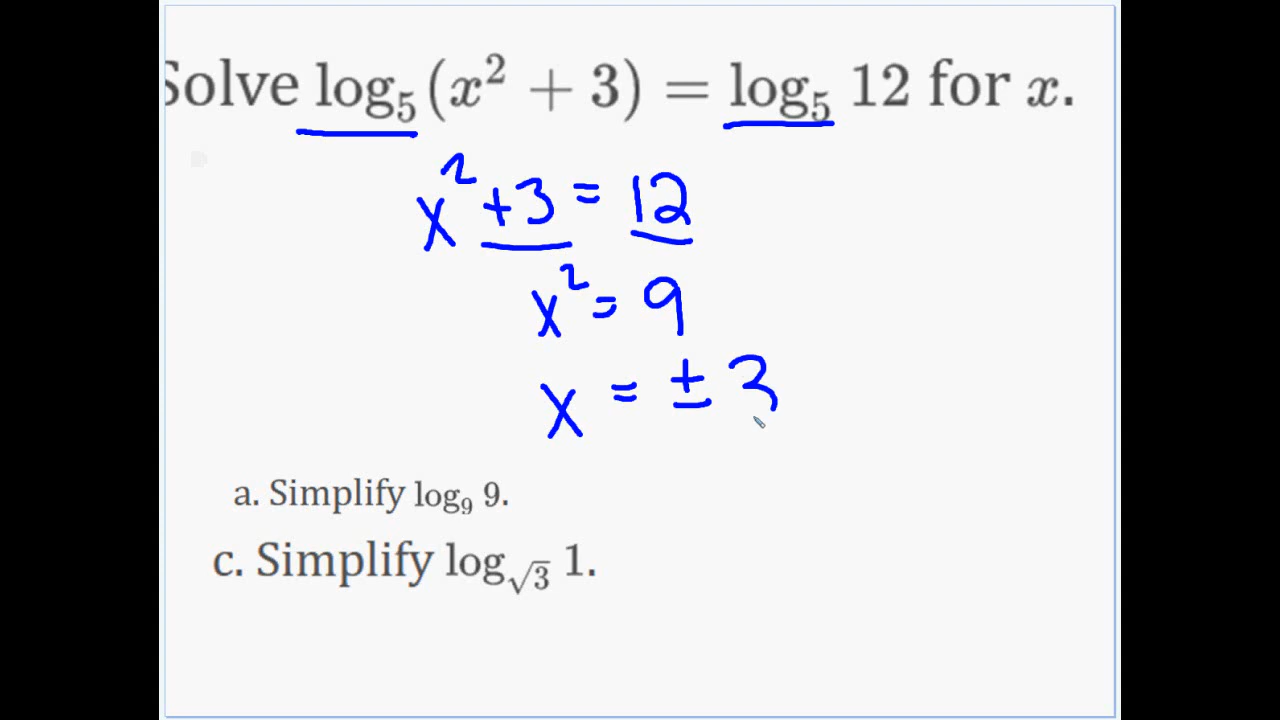 Solve log₅(x² + 3) = log₅ 12 for x.
x² + 3 = 12
x² = 9
x = ± 3
a. Simplify log₉ 9.
c. Simplify log_√3 1.